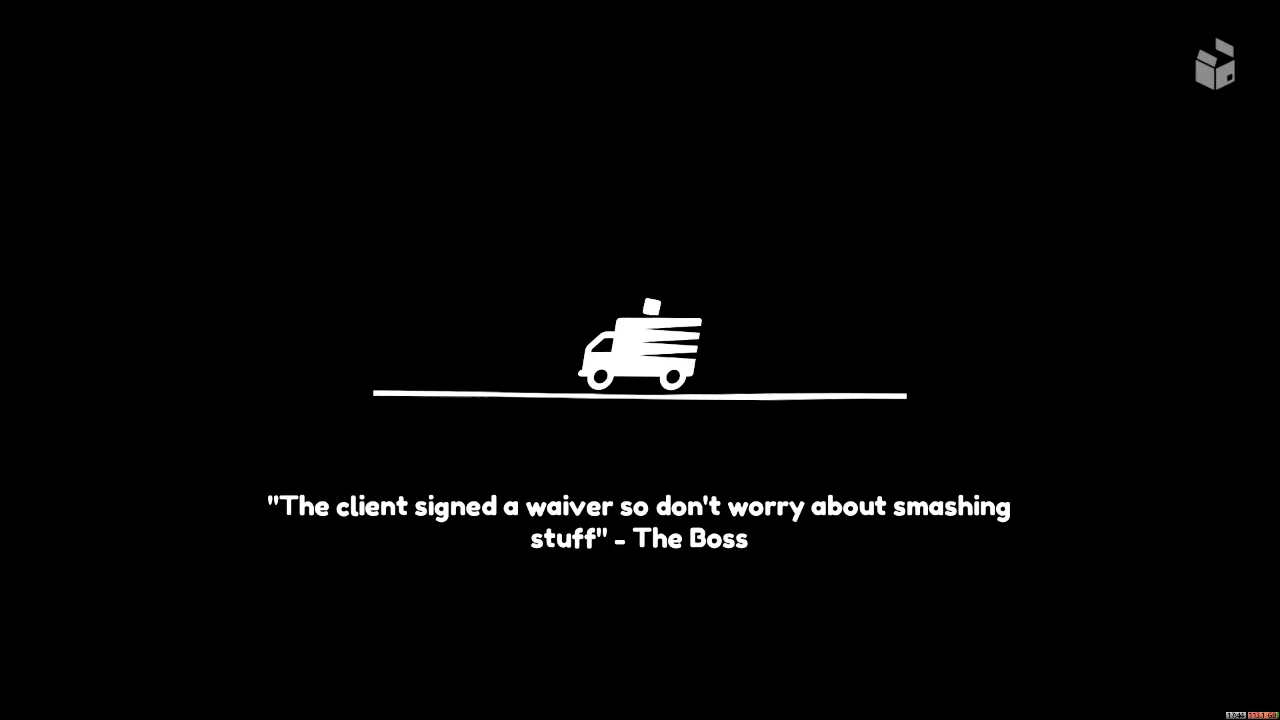 "The client signed a waiver so don't worry about smashing
stuff" - The Boss